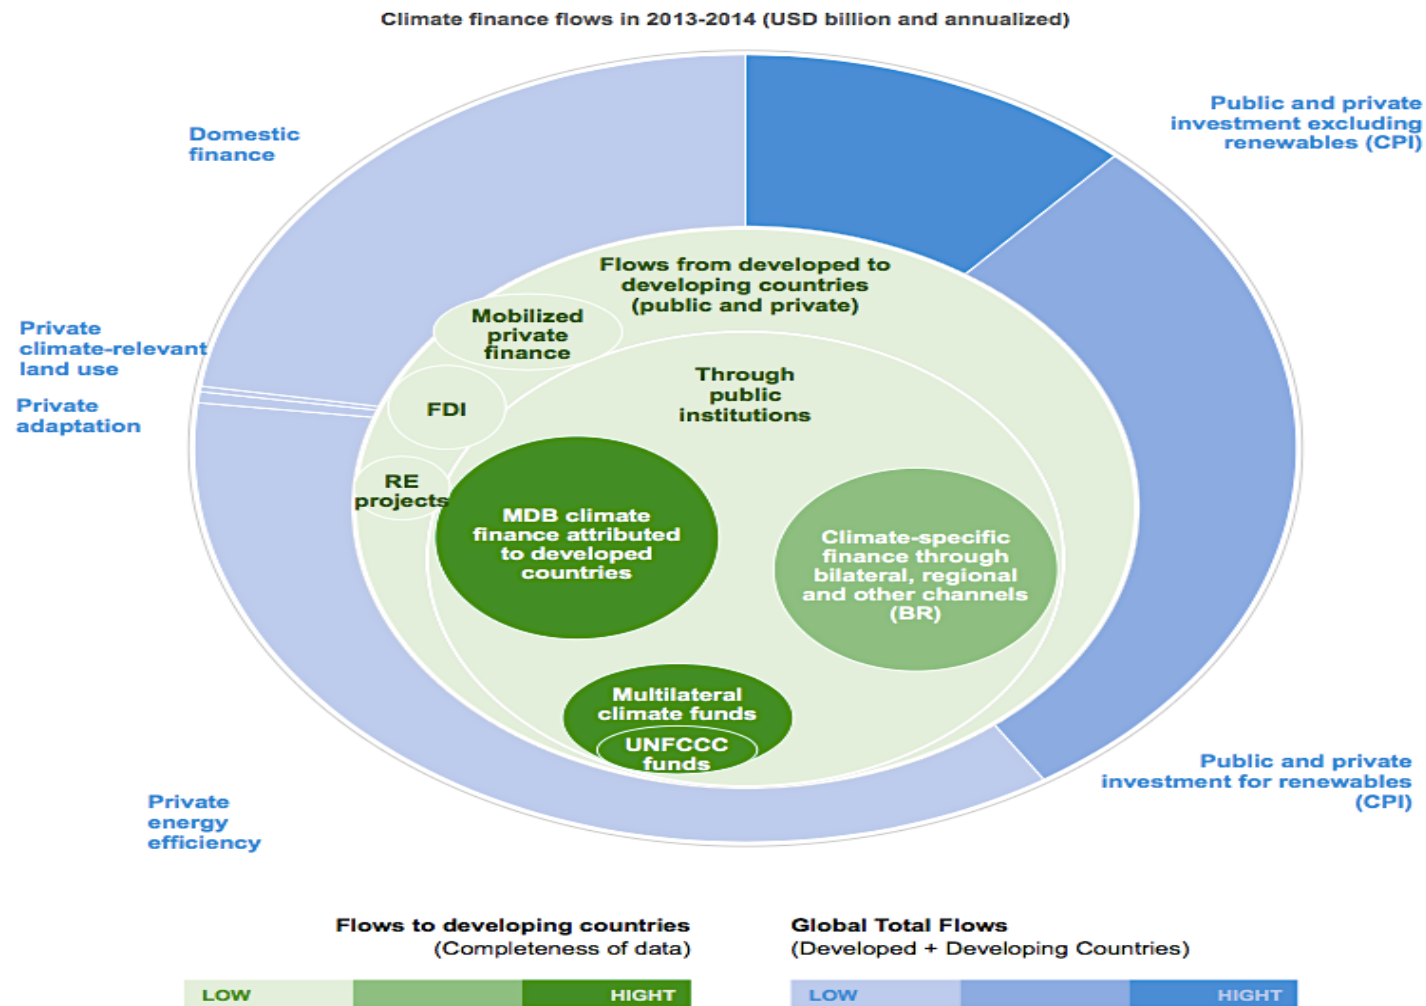 Climate finance flows in 2013-2014 (USD billion and annualized)
Domestic
finance
Public and private
investment excluding
renewables (CPI)
Flows from developed to
developing countries
(public and private)
Mobilized
private
finance
Private
climate-relevant
land use
Private
adaptation
FDI
Through
public
institutions
RE
projects
MDB climate
finance attributed
to developed
countries
Climate-specific
finance through
bilateral, regional
and other channels
(BR)
Multilateral
climate funds
UNFCCC
funds
Public and private
investment for renewables
(CPI)
Private
energy
efficiency
Flows to developing countries
(Completeness of data)
LOW HIGHT
Global Total Flows
(Developed + Developing Countries)
LOW HIGHT